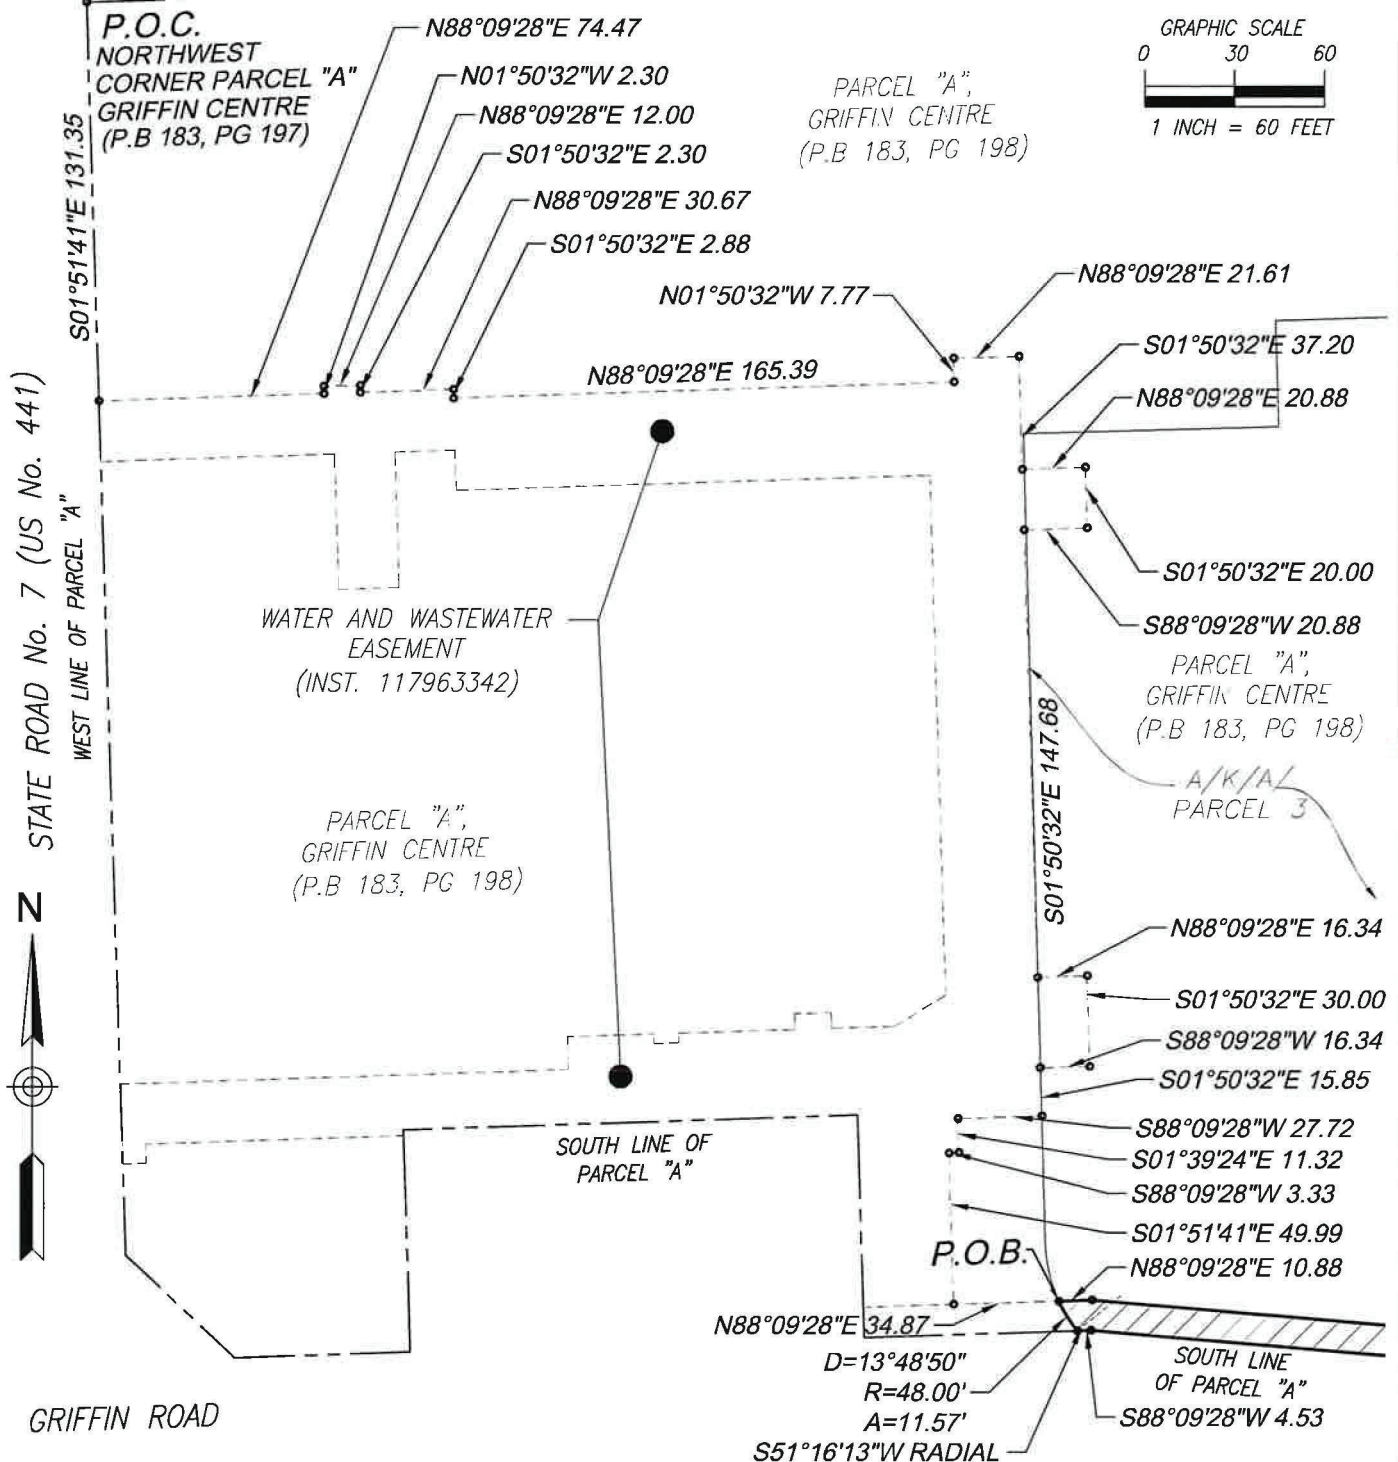 P.O.C.
NORTHWEST
CORNER PARCEL "A"
GRIFFIN CENTRE
(P.B 183, PG 197)
N88°09'28"E 74.47
N01°50'32"W 2.30
N88°09'28"E 12.00
S01°50'32"E 2.30
N88°09'28"E 30.67
S01°50'32"E 2.88
PARCEL "A",
GRIFFIN CENTRE
(P.B 183, PG 198)
GRAPHIC SCALE
0 30 60
1 INCH = 60 FEET
S01°51'41"E 131.35
N01°50'32"W 7.77
N88°09'28"E 21.61
S01°50'32"E 37.20
N88°09'28"E 165.39
N88°09'28"E 20.88
STATE ROAD No. 7 (US No. 441)
WEST LINE OF PARCEL "A"
S01°50'32"E 20.00
WATER AND WASTEWATER
EASEMENT
(INST. 117963342)
S88°09'28"W 20.88
PARCEL "A",
GRIFFIN CENTRE
(P.B 183, PG 198)
S01°50'32"E 147.68
A/K/A/
PARCEL 3
PARCEL "A",
GRIFFIN CENTRE
(P.B 183, PG 198)
N
N88°09'28"E 16.34
S01°50'32"E 30.00
S88°09'28"W 16.34
S01°50'32"E 15.85
S88°09'28"W 27.72
S01°39'24"E 11.32
S88°09'28"W 3.33
SOUTH LINE OF
PARCEL "A"
S01°51'41"E 49.99
P.O.B.
N88°09'28"E 10.88
N88°09'28"E 34.87
D=13°48'50"
R=48.00'
A=11.57'
S51°16'13"W RADIAL
SOUTH LINE
OF PARCEL "A"
S88°09'28"W 4.53
GRIFFIN ROAD